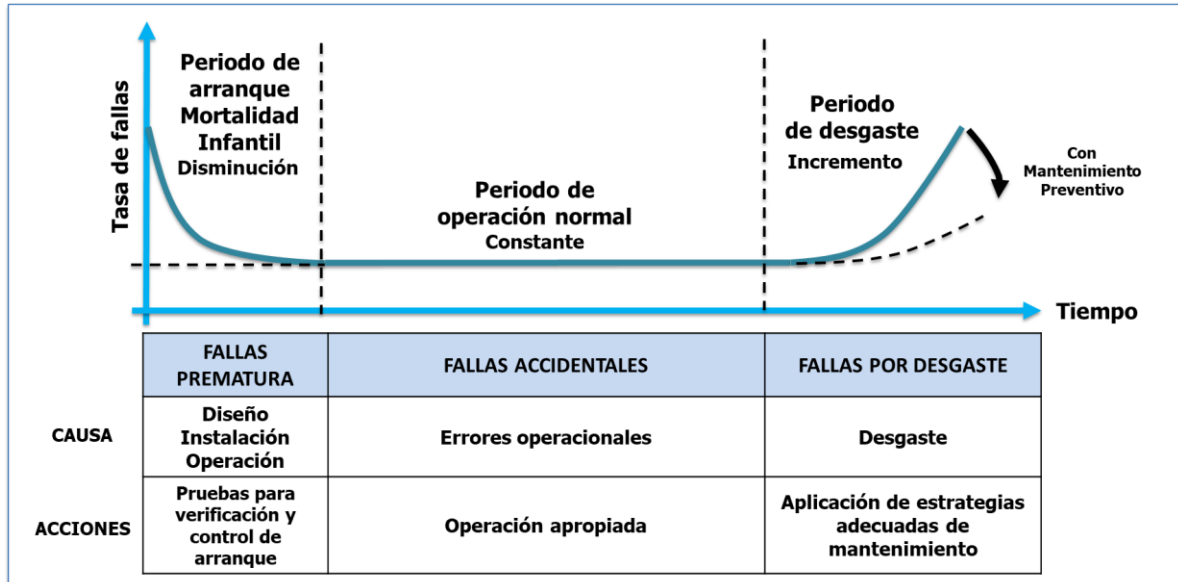 Tasa de fallas
Periodo de
arranque
Mortalidad
Infantil
Disminución
Periodo de
operación normal
Constante
Periodo
de desgaste
Incremento
Con
Mantenimiento
Preventivo
Tiempo
FALLAS
PREMATURA
FALLAS ACCIDENTALES
FALLAS POR DESGASTE
CAUSA
Diseño
Instalación
Operación
Errores operacionales
Desgaste
ACCIONES
Pruebas para
verificación y
control de
arranque
Operación apropiada
Aplicación de estrategias
adecuadas de
mantenimiento